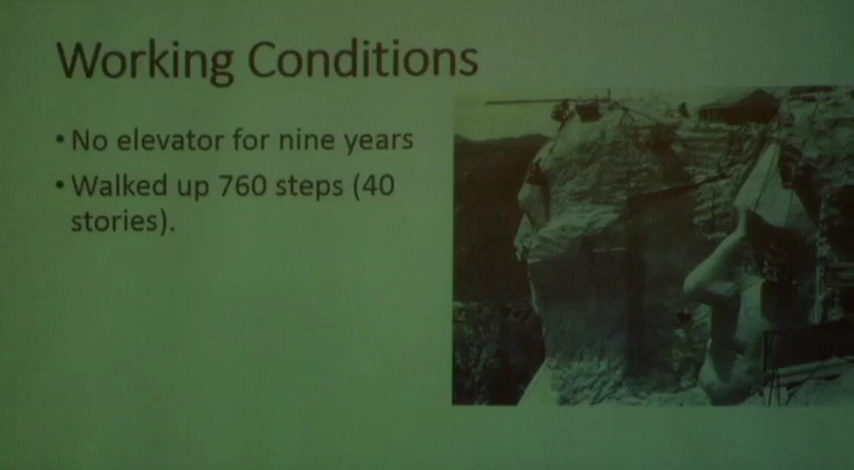 Working Conditions
• No elevator for nine years
• Walked up 760 steps (40
stories).